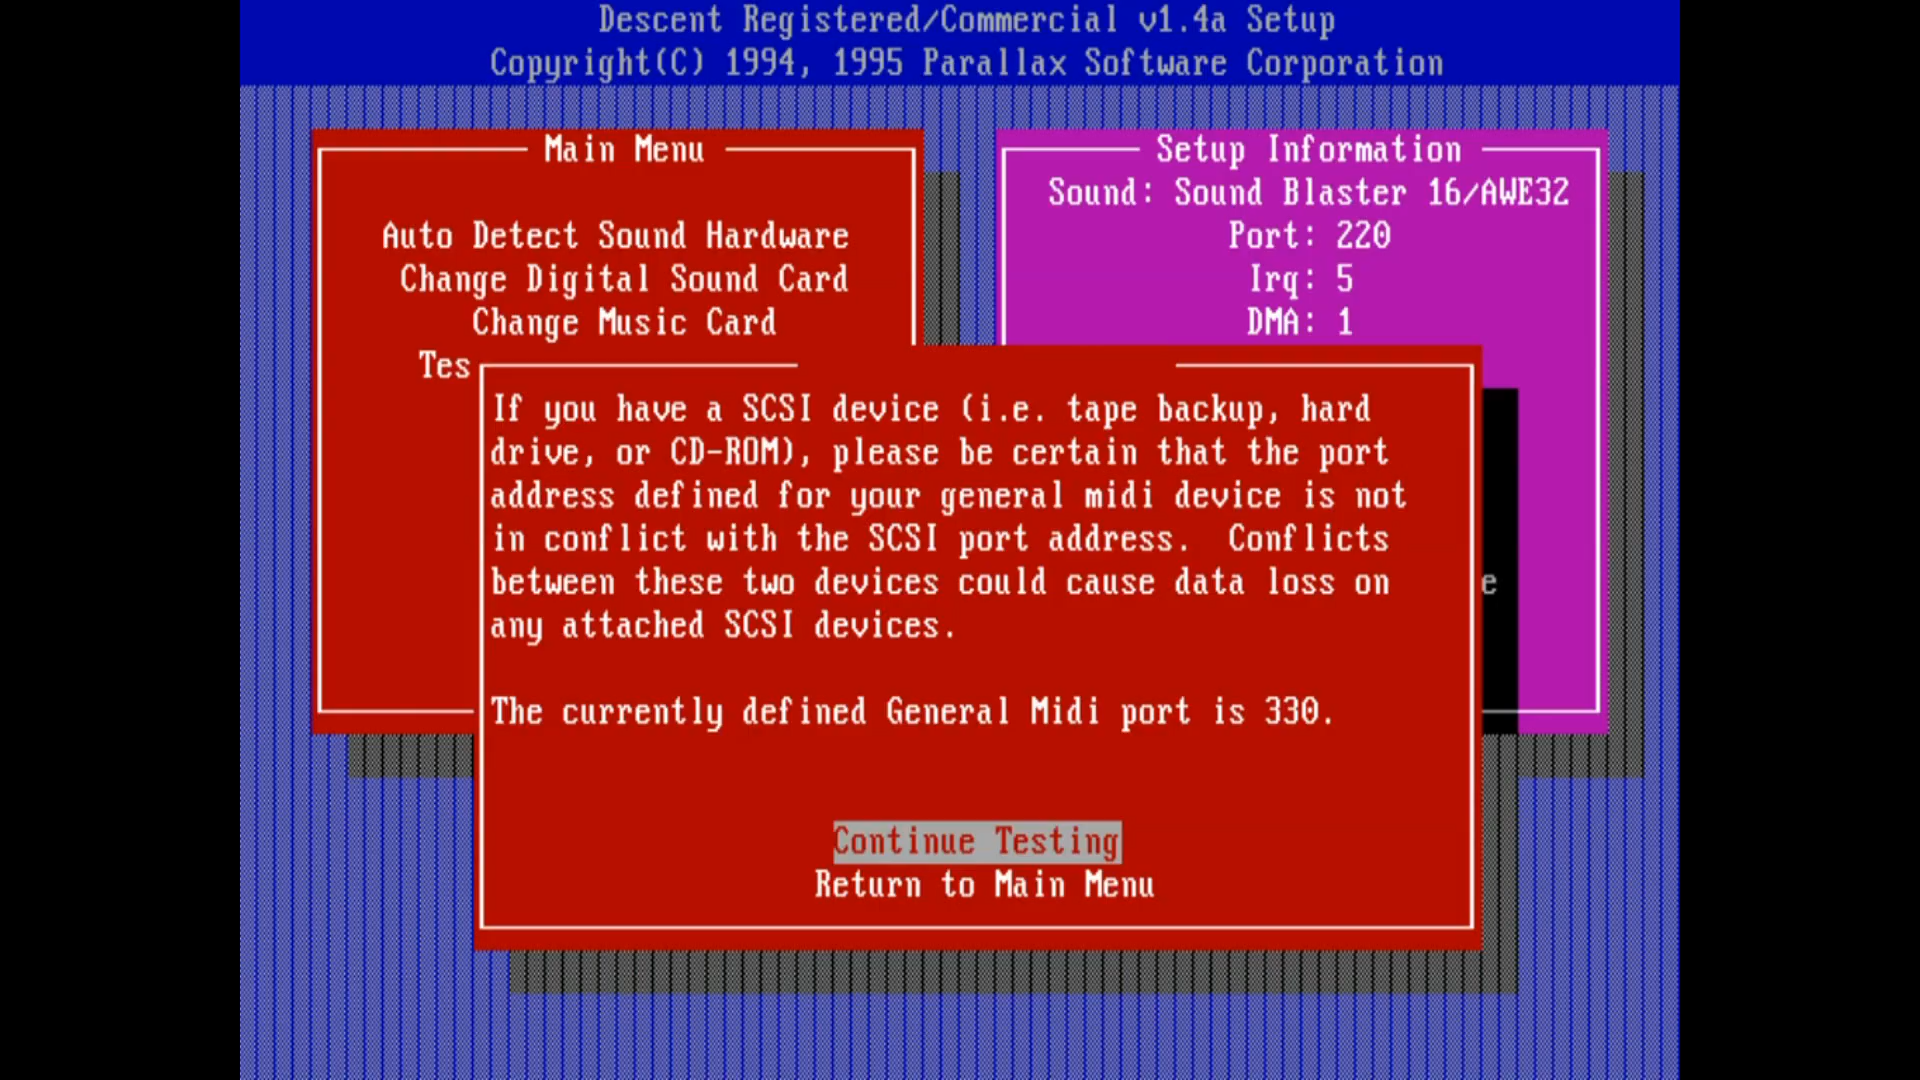 Descent Registered/Commercial v1.4a Setup
Copyright(C) 1994, 1995 Parallax Software Corporation
Main Menu
Auto Detect Sound Hardware
Change Digital Sound Card
Change Music Card
Tes
Setup Information
Sound: Sound Blaster 16/AWE32
Port: 220
Irq: 5
DMA: 1
e
If you have a SCSI device (i.e. tape backup, hard
drive, or CD-ROM), please be certain that the port
address defined for your general midi device is not
in conflict with the SCSI port address.  Conflicts
between these two devices could cause data loss on
any attached SCSI devices.
The currently defined General Midi port is 330.
Continue Testing
Return to Main Menu